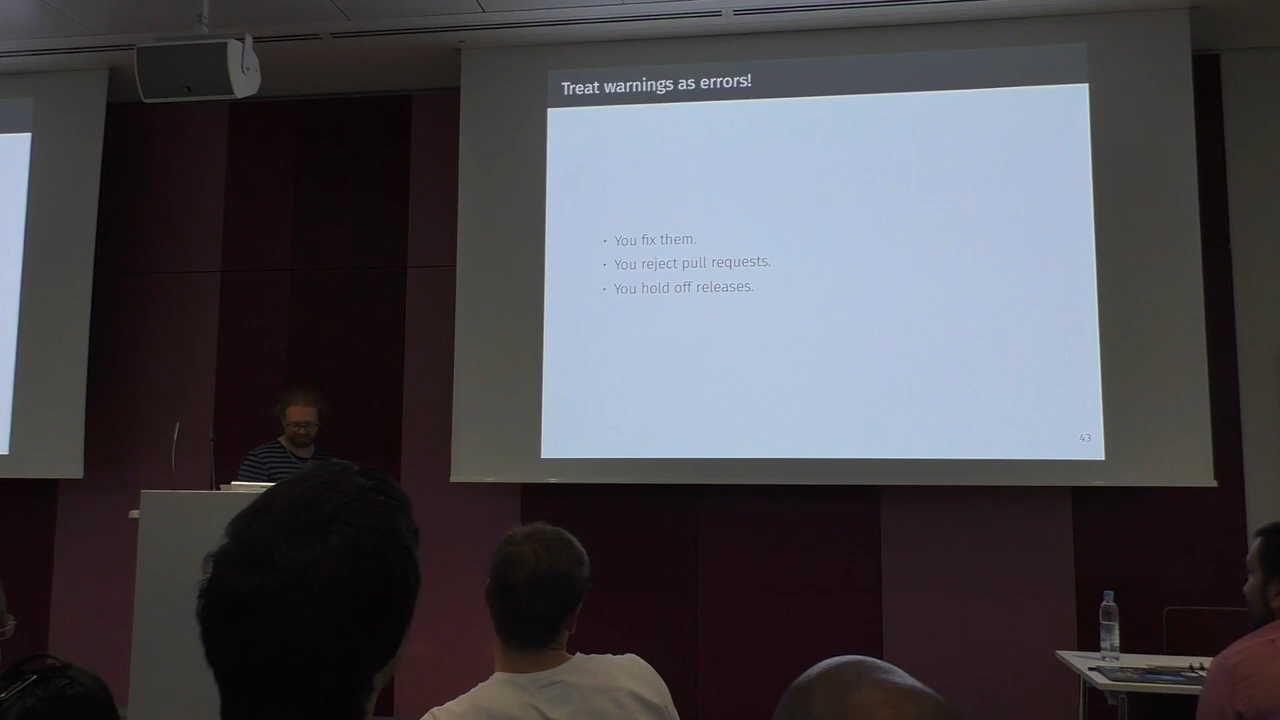 Treat warnings as errors!
· You fix them.
· You reject pull requests.
· You hold off releases.
43